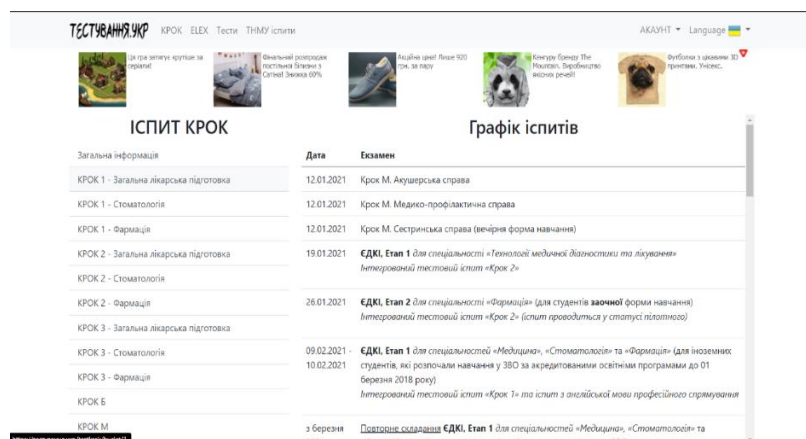 ТЕСТУВАННЯ.УКР КРОК ELEX Тести ТНМУ іспити АКАУНТ Language
Ця гра затягує крутіше за
серіали!
Фінальний розпродаж
постільної білизни з
Сатіна! Знижка 60%
Акційна ціна! Лише 920
грн. за пару
Кенгуру бренду The
Mountain. Виробництво
якісних речей!
Футболки з цікавими 3D
принтами. Унісекс.
ІСПИТ КРОК
Загальна інформація
КРОК 1 - Загальна лікарська підготовка
КРОК 1 - Стоматологія
КРОК 1 - Фармація
КРОК 2 - Загальна лікарська підготовка
КРОК 2 - Стоматологія
КРОК 2 - Фармація
КРОК 3 - Загальна лікарська підготовка
КРОК 3 - Стоматологія
КРОК 3 - Фармація
КРОК Б
КРОК М
Графік іспитів
Дата Екзамен
12.01.2021 Крок М. Акушерська справа
12.01.2021 Крок М. Медико-профілактична справа
12.01.2021 Крок М. Сестринська справа (вечірня форма навчання)
19.01.2021 ЄДКІ, Етап 1 для спеціальності «Технології медичної діагностики та лікування»
Інтегрований тестовий іспит «Крок 2»
26.01.2021 ЄДКІ, Етап 2 для спеціальності «Фармація» (для студентів заочної форми навчання)
Інтегрований тестовий іспит «Крок 2» (іспит проводиться у статусі пілотного)
09.02.2021 - ЄДКІ, Етап 1 для спеціальностей «Медицина», «Стоматологія» та «Фармація» (для іноземних
10.02.2021 студентів, які розпочали навчання у ЗВО за акредитованими освітніми програмами до 01
березня 2018 року)
Інтегрований тестовий іспит «Крок 1» та іспит з англійської мови професійного спрямування
з березня Повторне складання ЄДКІ, Етап 1 для спеціальностей «Медицина», «Стоматологія» та